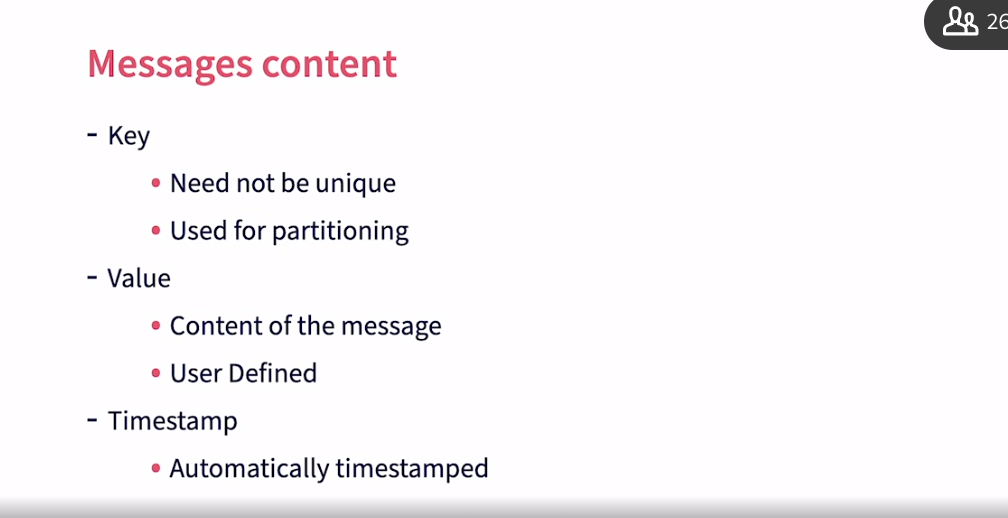 26
Messages content
- Key
• Need not be unique
• Used for partitioning
- Value
• Content of the message
• User Defined
- Timestamp
• Automatically timestamped